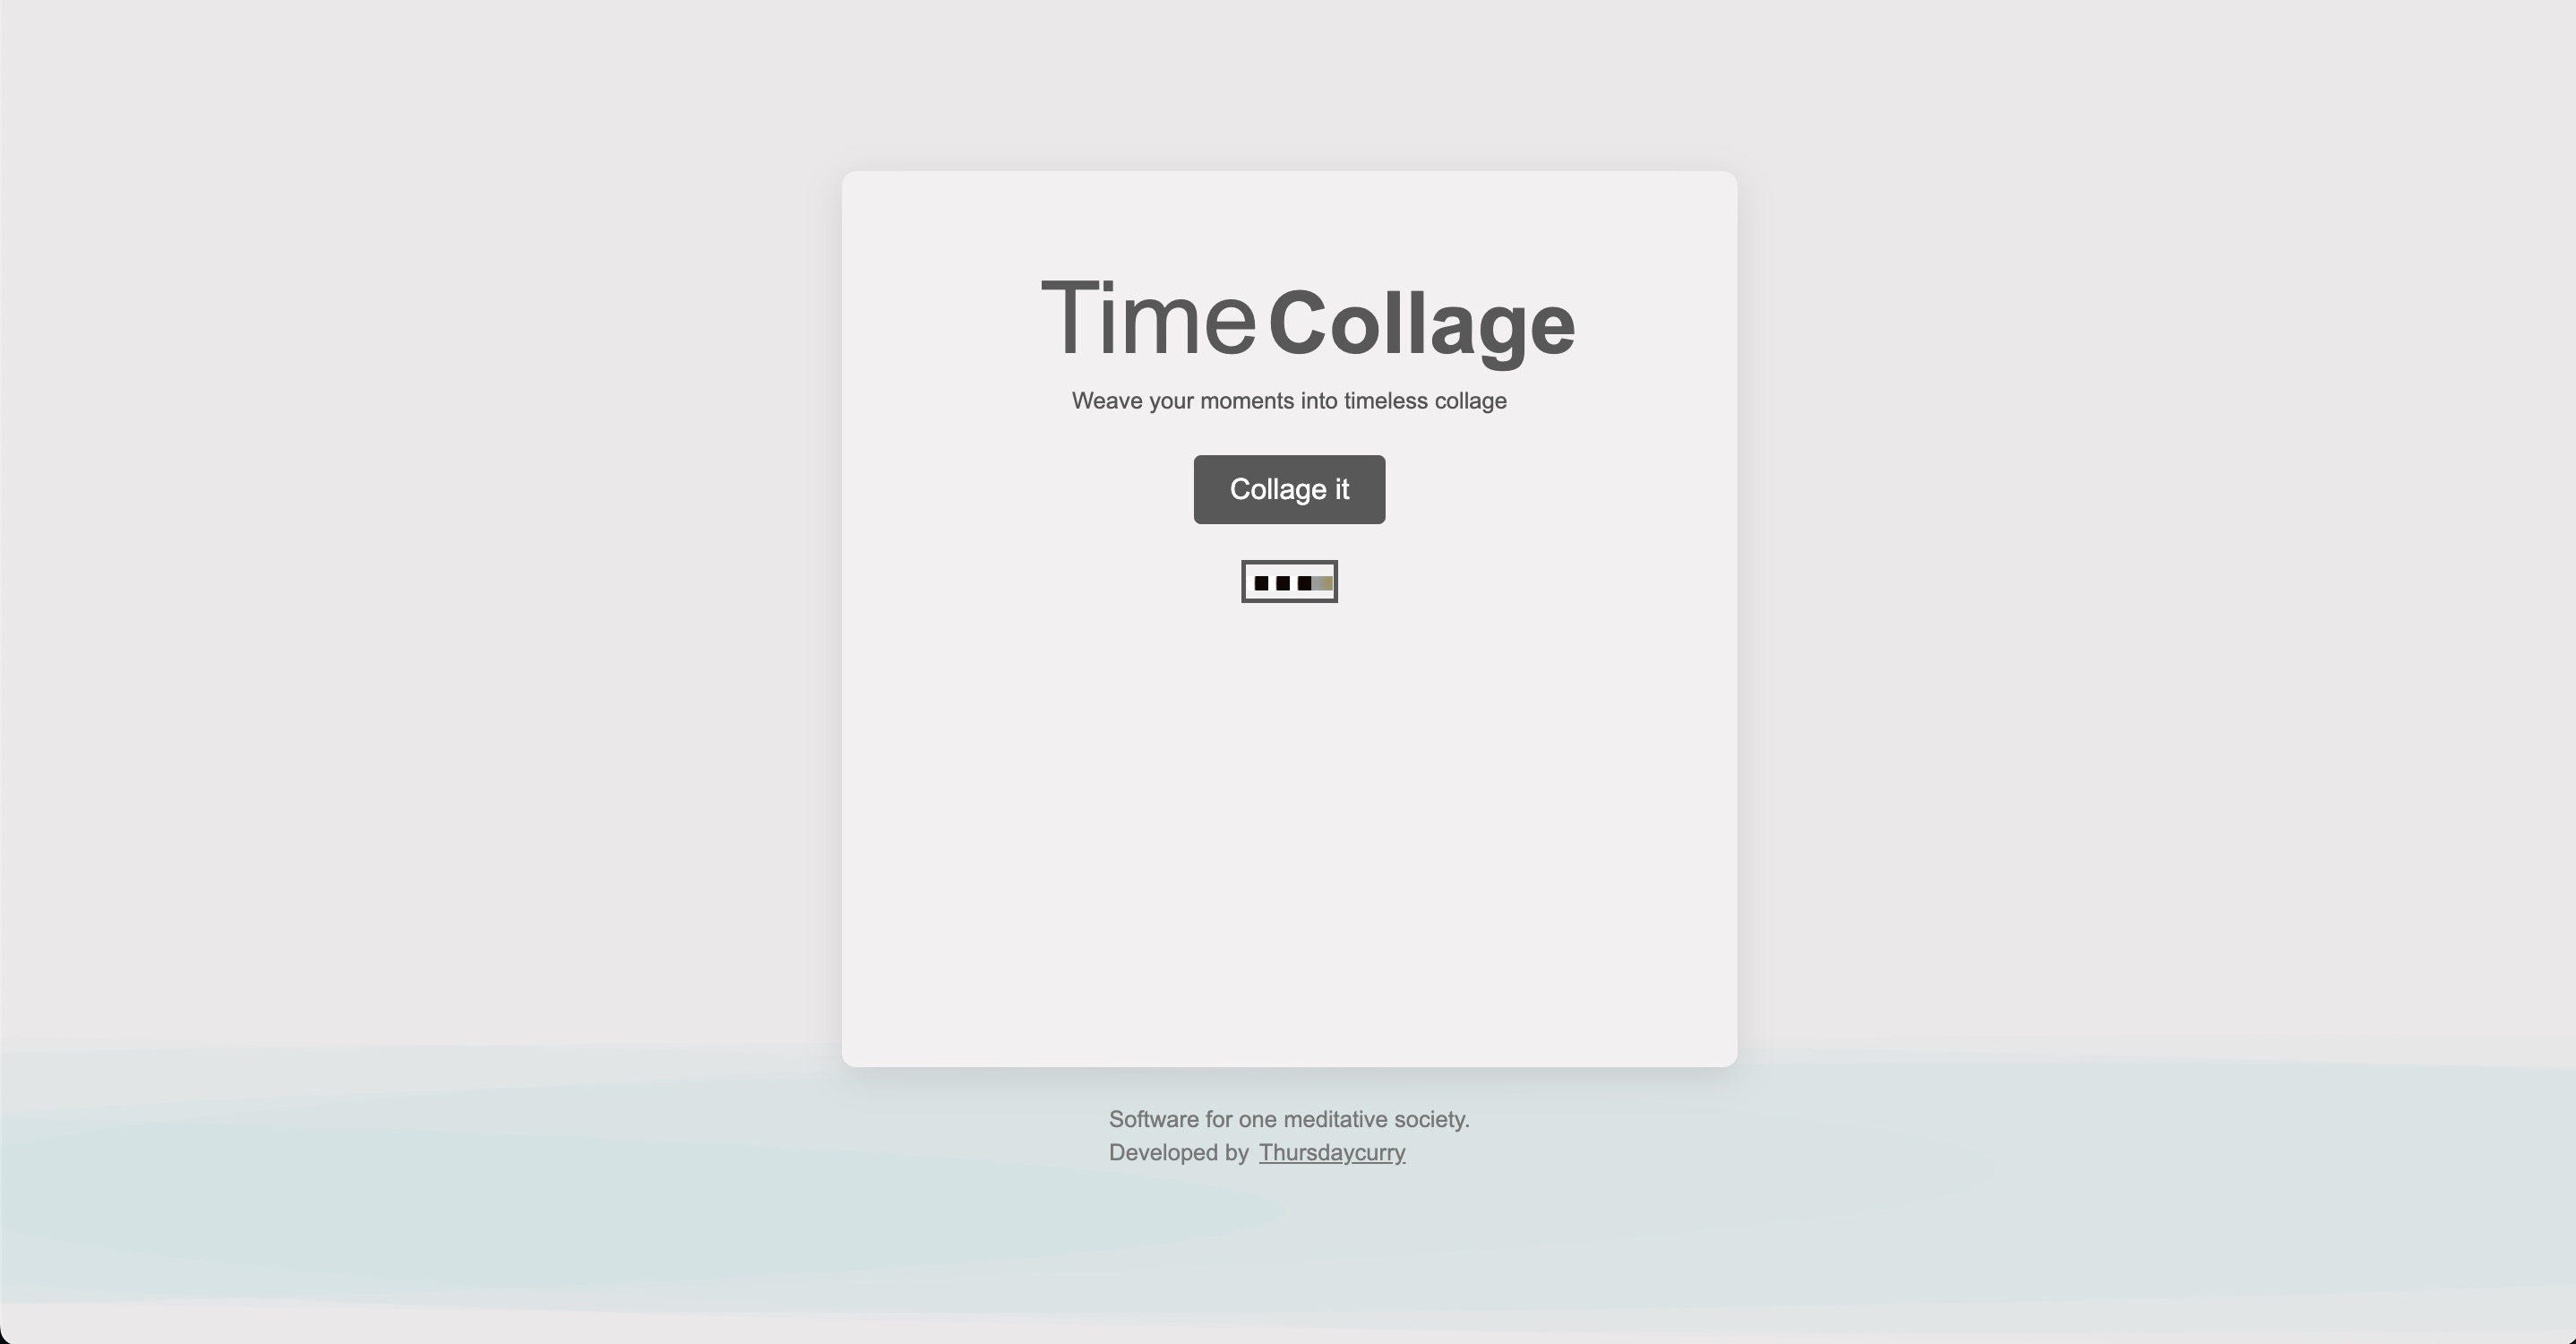 Time Collage
Weave your moments into timeless collage
Collage it
Software for one meditative society.
Developed by Thursdaycurry